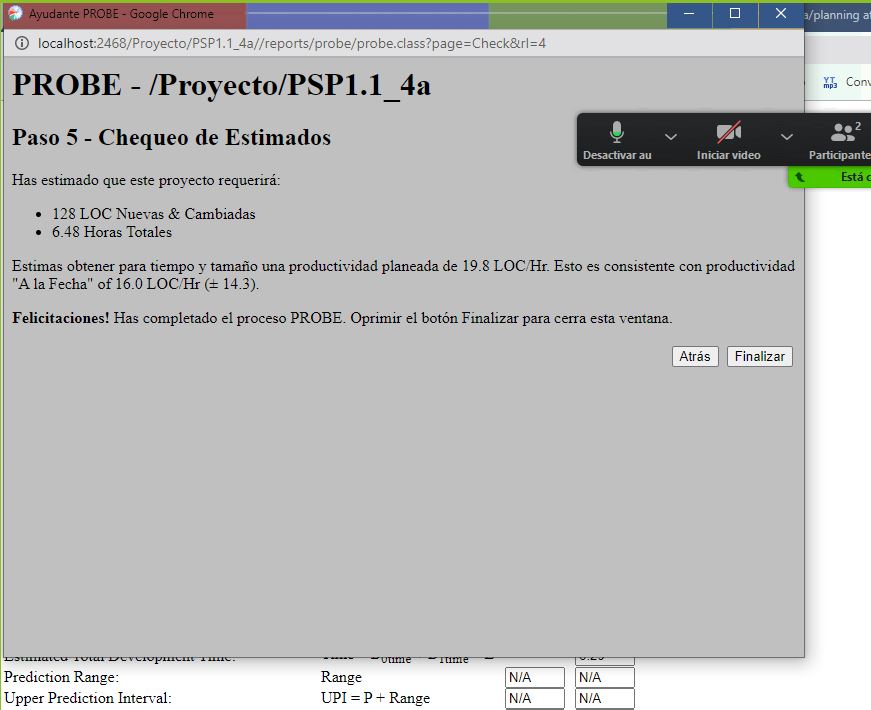 Ayudante PROBE - Google Chrome
a/planning
localhost:2468/Proyecto/PSP1.1_4a//reports/probe/probe.class?page=Check&rl=4
PROBE - /Proyecto/PSP1.1_4a
YT mp3 Conv
Paso 5 - Chequeo de Estimados
2
Desactivar au Iniciar video Participante
Está
Has estimado que este proyecto requerirá:
• 128 LOC Nuevas & Cambiadas
• 6.48 Horas Totales
Estimas obtener para tiempo y tamaño una productividad planeada de 19.8 LOC/Hr. Esto es consistente con productividad
"A la Fecha" of 16.0 LOC/Hr (± 14.3).
Felicitaciones! Has completado el proceso PROBE. Oprimir el botón Finalizar para cerra esta ventana.
Atrás Finalizar
Estimated Total Development Time:
Prediction Range: Range N/A N/A
Upper Prediction Interval: UPI = P + Range N/A N/A